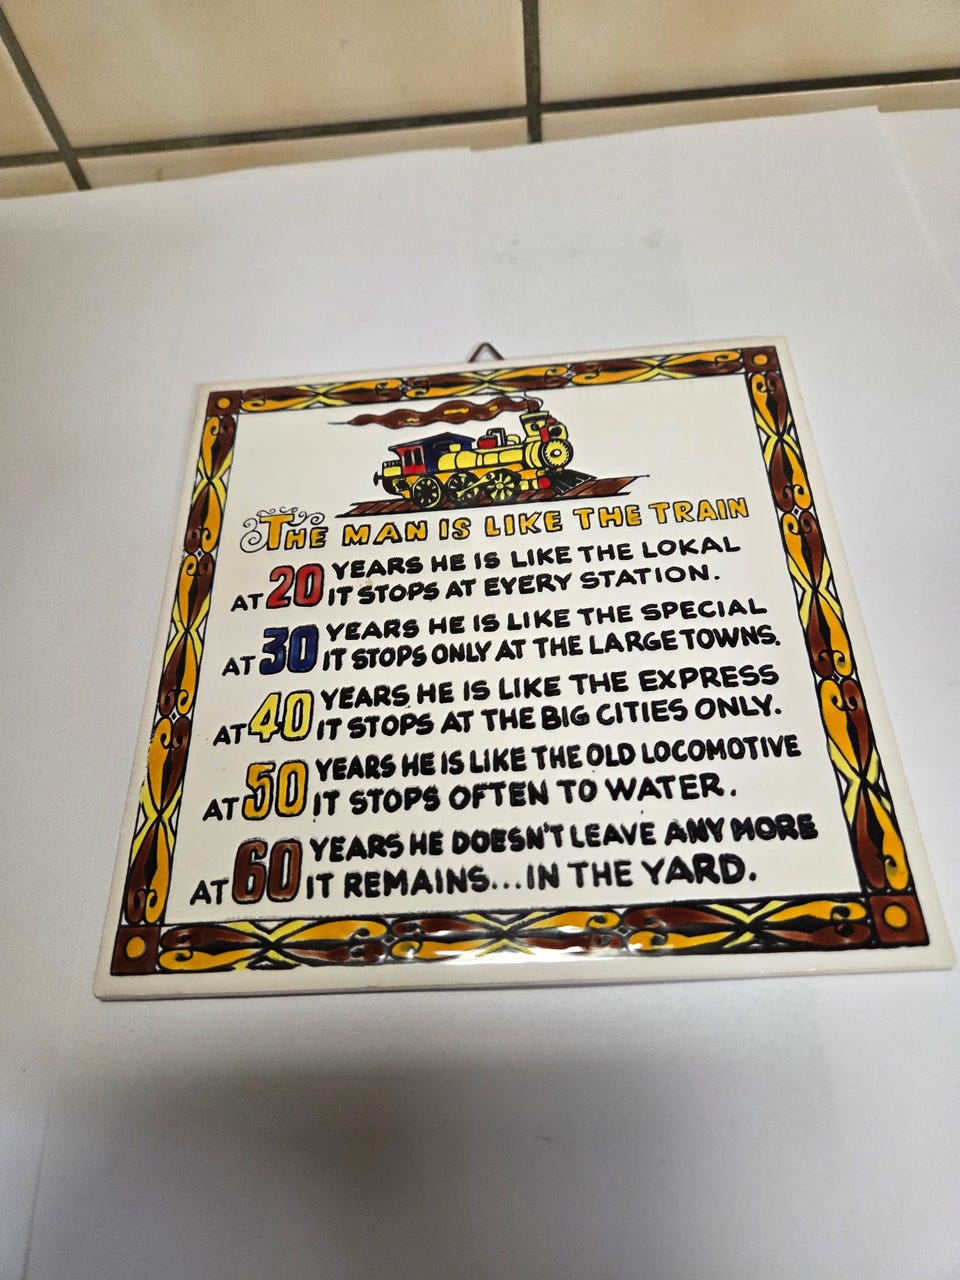 THE MAN IS LIKE THE TRAIN
AT 20 YEARS HE IS LIKE THE LOKAL
IT STOPS AT EYERY STATION.
AT 30 YEARS HE IS LIKE THE SPECIAL
IT STOPS ONLY AT THE LARGE TOWNS.
AT 40 YEARS HE IS LIKE THE EXPRESS
IT STOPS AT THE BIG CITIES ONLY.
AT 50 YEARS HE IS LIKE THE OLD LOCOMOTIVE
IT STOPS OFTEN TO WATER.
AT 60 YEARS HE DOESN'T LEAVE ANY MORE
IT REMAINS...IN THE YARD.